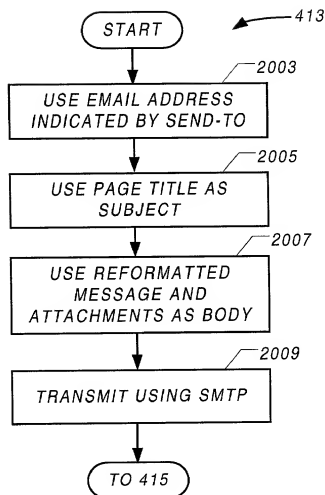 START
413
2003
USE EMAIL ADDRESS
INDICATED BY SEND-TO
2005
USE PAGE TITLE AS
SUBJECT
2007
USE REFORMATTED
MESSAGE AND
ATTACHMENTS AS BODY
2009
TRANSMIT USING SMTP
TO 415